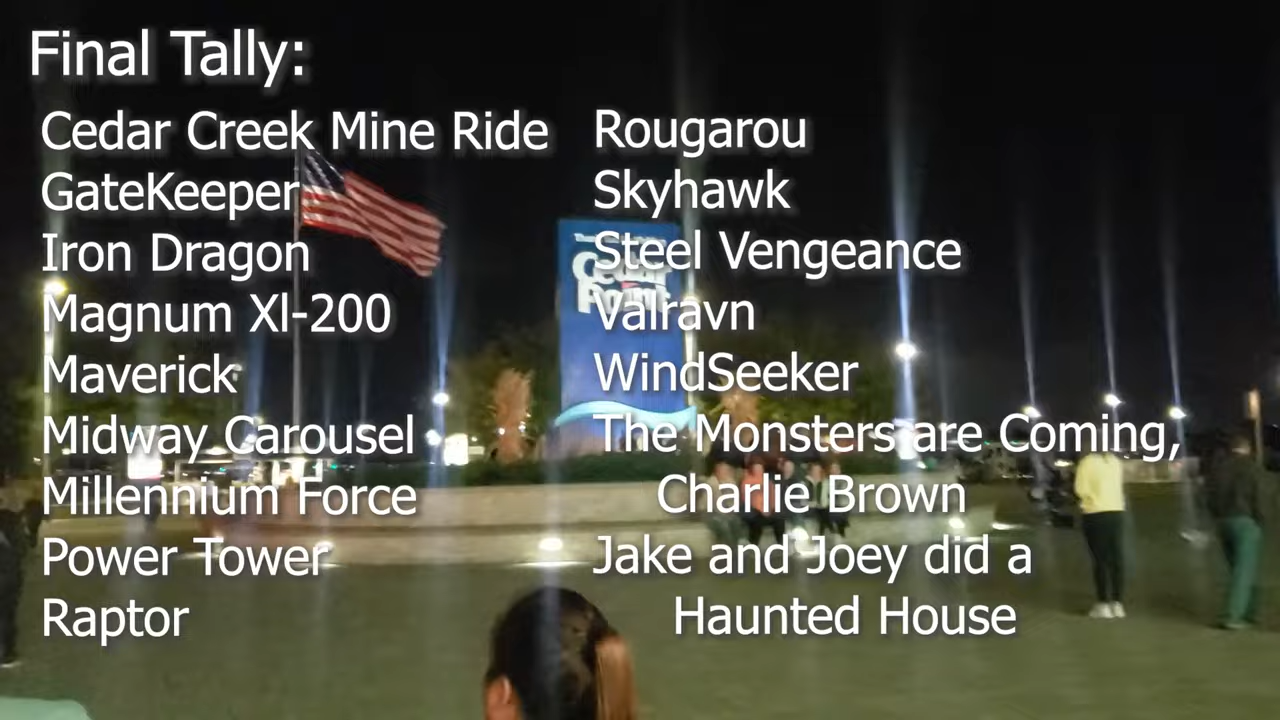 Final Tally:
Cedar Creek Mine Ride
GateKeeper
Iron Dragon
Magnum Xl-200
Maverick
Midway Carousel
Millennium Force
Power Tower
Raptor
Rougarou
Skyhawk
Steel Vengeance
Valravn
WindSeeker
The Monsters are Coming,
Charlie Brown
Jake and Joey did a
Haunted House
Cedar
Point